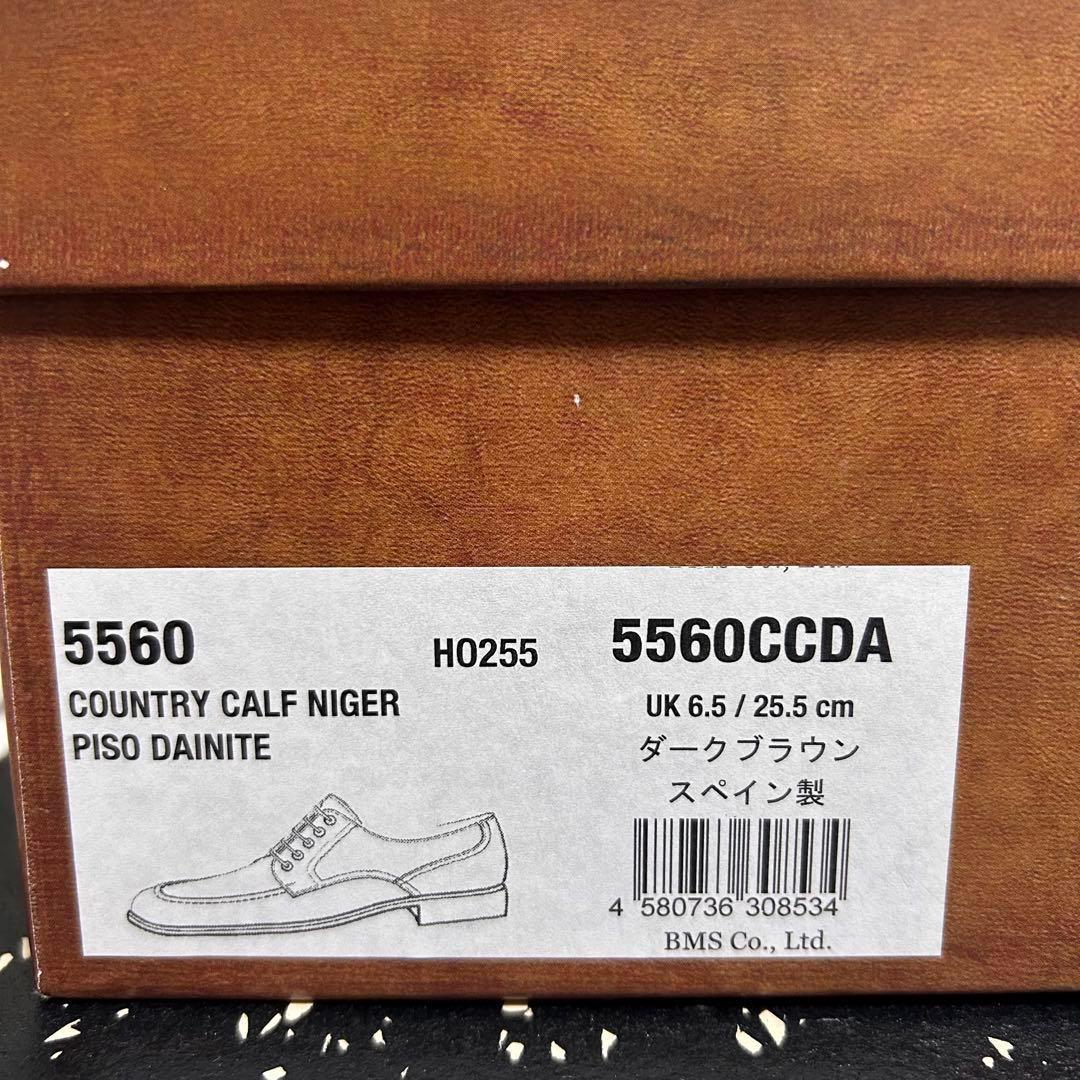 5560
COUNTRY CALF NIGER
PISO DAINITE
HO255
5560CCDA
UK 6.5 / 25.5 cm
ダークブラウン
スペイン製
4 580736 308534
BMS Co., Ltd.